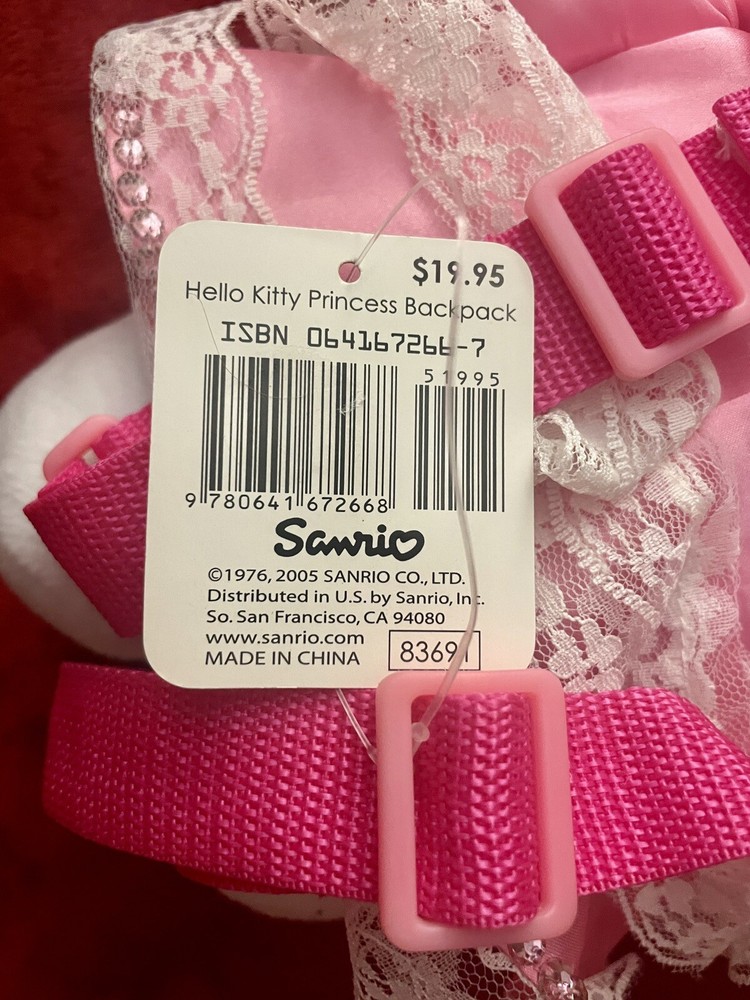 $19.95
Hello Kitty Princess Backpack
ISBN 064167266-7
51995
9 780641 672668
Sanrio
©1976, 2005 SANRIO CO., LTD.
Distributed in U.S. by Sanrio, Inc.
So. San Francisco, CA 94080
www.sanrio.com
MADE IN CHINA
83691